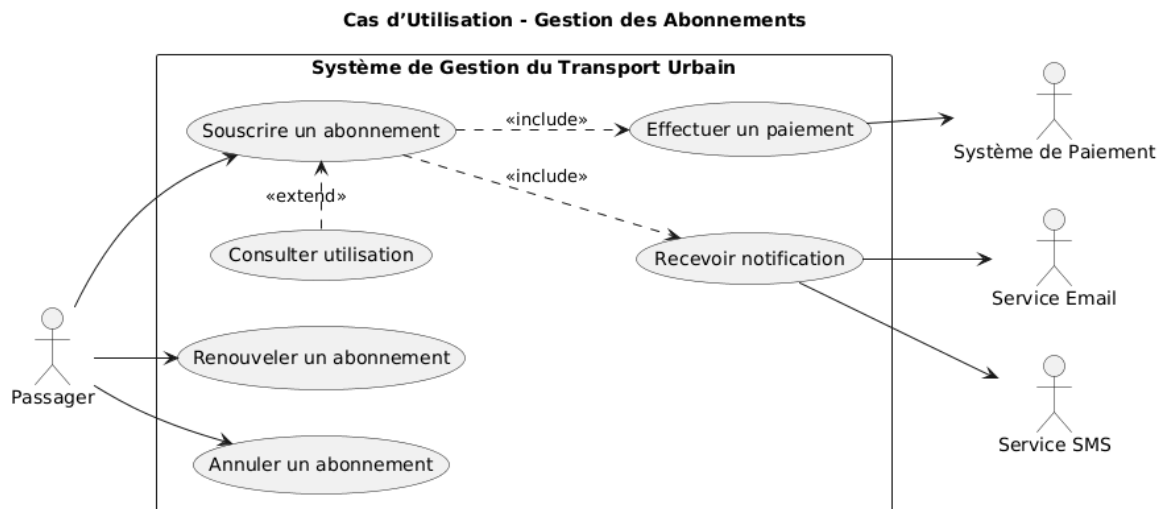 Cas d’Utilisation - Gestion des Abonnements
Système de Gestion du Transport Urbain
Souscrire un abonnement
«include»
Effectuer un paiement
Système de Paiement
«include»
«extend»
Consulter utilisation
Recevoir notification
Service Email
Renouveler un abonnement
Passager
Annuler un abonnement
Service SMS